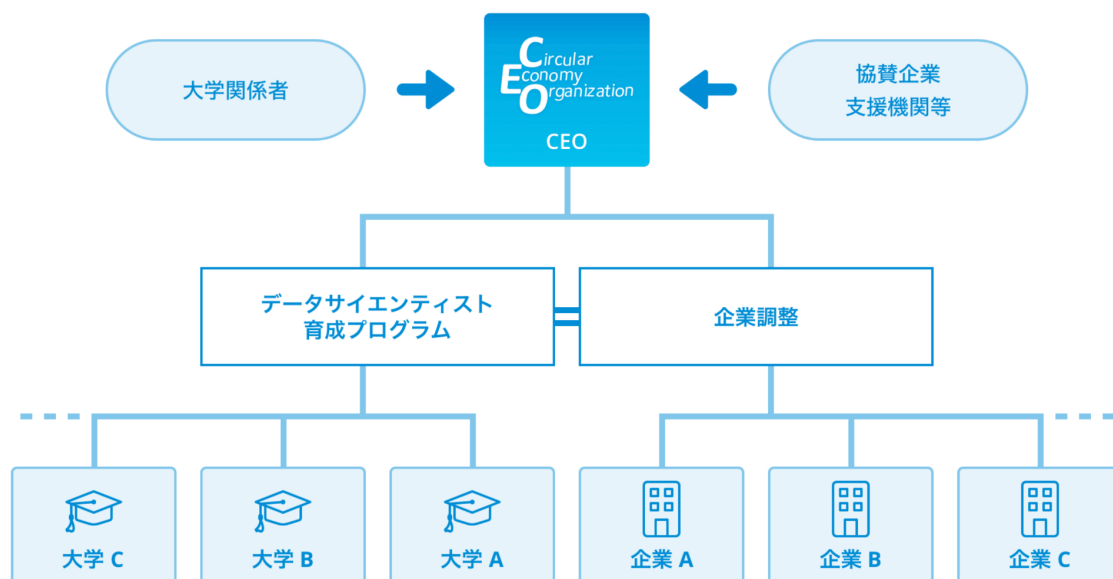 大学関係者
Circular
Economy
Organization
CEO
協賛企業
支援機関等
データサイエンティスト
育成プログラム
企業調整
大学 C
大学 B
大学 A
企業 A
企業 B
企業 C